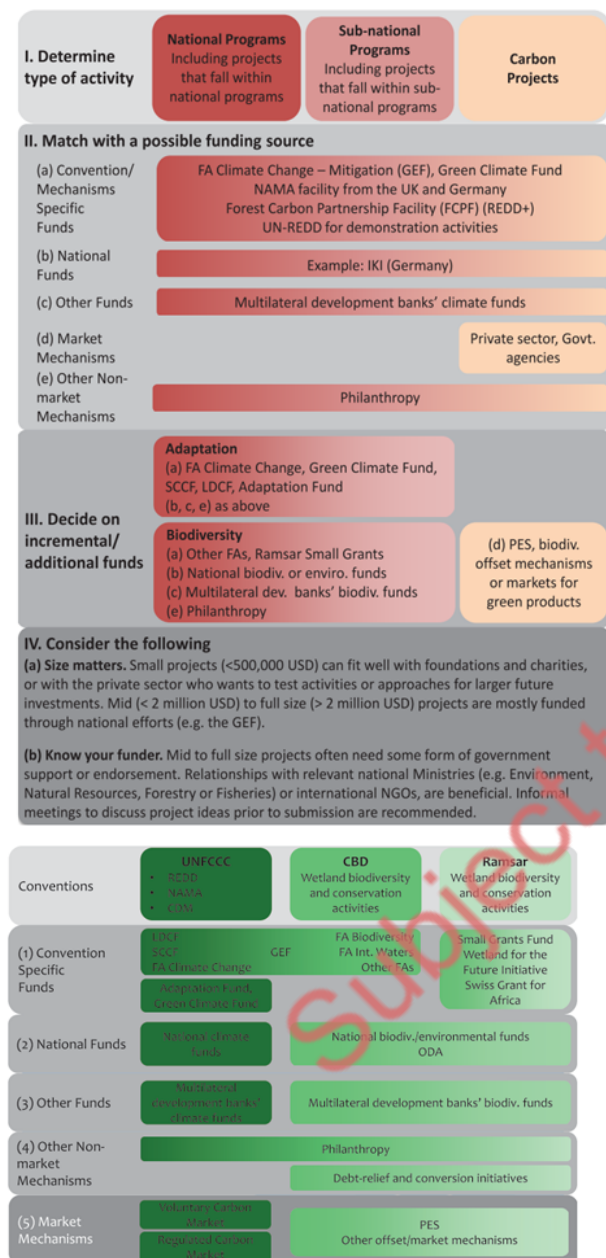 I. Determine
type of activity
National Programs
Including projects
that fall within
national programs
Sub-national
Programs
Including projects
that fall within sub-
national programs
Carbon
Projects
II. Match with a possible funding source
(a) Convention/
Mechanisms
Specific
Funds
FA Climate Change – Mitigation (GEF), Green Climate Fund
NAMA facility from the UK and Germany
Forest Carbon Partnership Facility (FCPF) (REDD+)
UN-REDD for demonstration activities
(b) National
Funds
Example: IKI (Germany)
(c) Other Funds
Multilateral development banks' climate funds
(d) Market
Mechanisms
Private sector, Govt.
agencies
(e) Other Non-
market
Mechanisms
Philanthropy
III. Decide on
incremental/
additional funds
Adaptation
(a) FA Climate Change, Green Climate Fund,
SCCF, LDCF, Adaptation Fund
(b, c, e) as above
Biodiversity
(a) Other FAs, Ramsar Small Grants
(b) National biodiv. or enviro. funds
(c) Multilateral dev. banks' biodiv. funds
(e) Philanthropy
(d) PES, biodiv.
offset mechanisms
or markets for
green products
IV. Consider the following
(a) Size matters. Small projects (<500,000 USD) can fit well with foundations and charities,
or with the private sector who wants to test activities or approaches for larger future
investments. Mid (< 2 million USD) to full size (> 2 million USD) projects are mostly funded
through national efforts (e.g. the GEF).
(b) Know your funder. Mid to full size projects often need some form of government
support or endorsement. Relationships with relevant national Ministries (e.g. Environment,
Natural Resources, Forestry or Fisheries) or international NGOs, are beneficial. Informal
meetings to discuss project ideas prior to submission are recommended.
Subject t
Conventions
UNFCCC
• REDD
• NAMA
• CDM
CBD
Wetland biodiversity
and conservation
activities
Ramsar
Wetland biodiversity
and conservation
activities
(1) Convention
Specific
Funds
LDCF
SCCF
FA Climate Change
GEF
FA Biodiversity
FA Int. Waters
Other FAs
Adaptation Fund,
Green Climate Fund
Small Grants Fund
Wetland for the
Future Initiative
Swiss Grant for
Africa
(2) National Funds
National climate
funds
National biodiv./environmental funds
ODA
(3) Other Funds
Multilateral
development banks'
climate funds
Multilateral development banks' biodiv. funds
(4) Other Non-
market
Mechanisms
Philanthropy
Debt-relief and conversion initiatives
(5) Market
Mechanisms
Voluntary Carbon
Market
Regulated Carbon
Market
PES
Other offset/market mechanisms